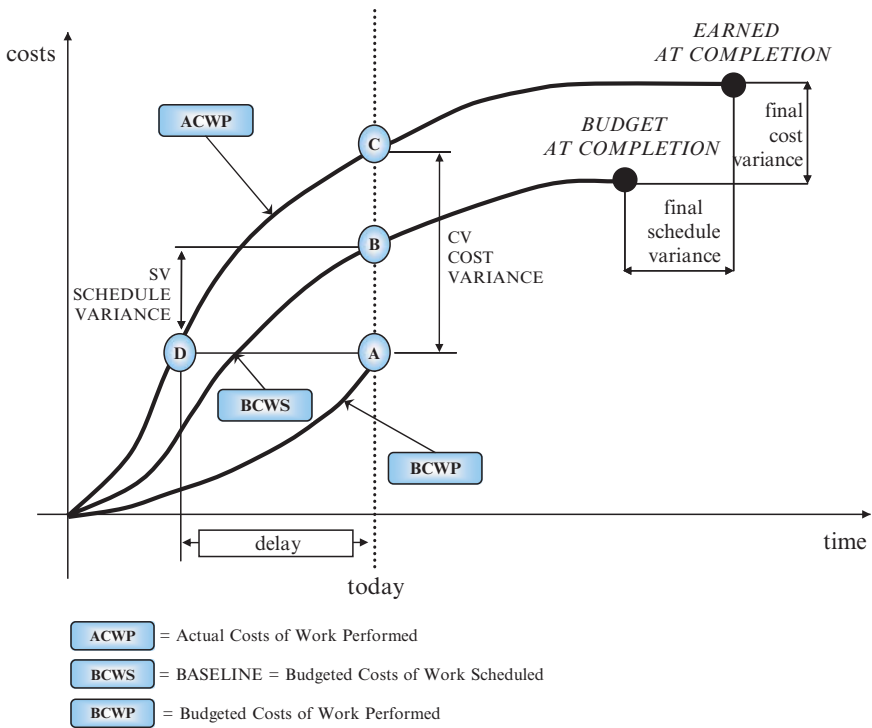 EARNED
AT COMPLETION
costs
ACWP
BUDGET
AT COMPLETION
final
cost
variance
C
B
CV
COST
VARIANCE
final
schedule
variance
SV
SCHEDULE
VARIANCE
D
A
BCWS
BCWP
delay
time
today
ACWP = Actual Costs of Work Performed
BCWS = BASELINE = Budgeted Costs of Work Scheduled
BCWP = Budgeted Costs of Work Performed